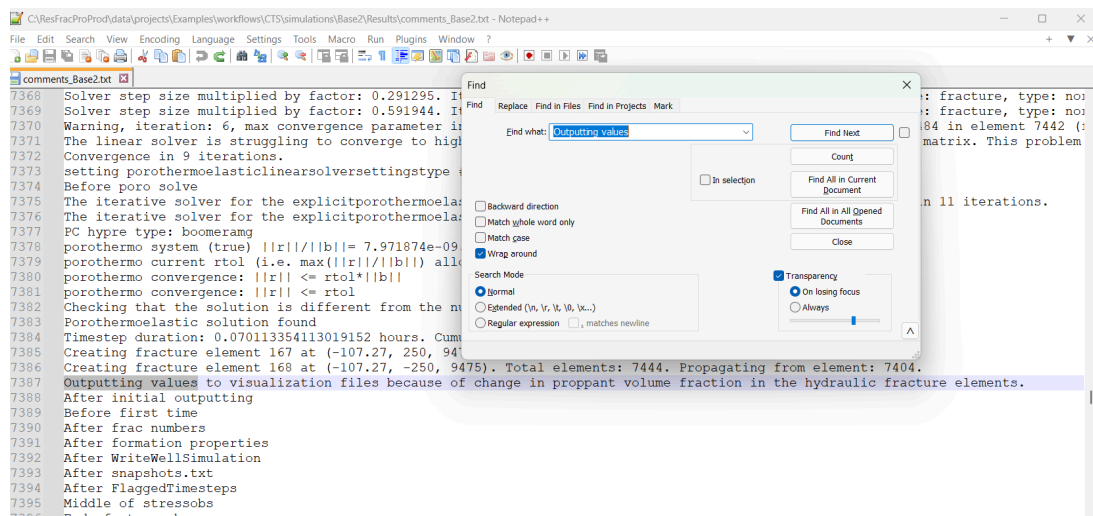 C:\ResFracProProd\data\projects\Examples\workflows\CTS\simulations\Base2\Results\comments_Base2.txt - Notepad++
File Edit Search View Encoding Language Settings Tools Macro Run Plugins Window ?
comments_Base2.txt
7368 Solver step size multiplied by factor: 0.291295. It
7369 Solver step size multiplied by factor: 0.591944. It
7370 Warning, iteration: 6, max convergence parameter in
7371 The linear solver is struggling to converge to high
7372 Convergence in 9 iterations.
7373 setting porothermoelasticlinearsolversettingstype
7374 Before poro solve
7375 The iterative solver for the explicitporothermoelas
7376 The iterative solver for the explicitporothermoelas
7377 PC hypre type: boomeramg
7378 porothermo system (true) ||r||/||b||= 7.971874e-09
7379 porothermo current rtol (i.e. max(||r||/||b||) allo
7380 porothermo convergence: ||r|| <= rtol*||b||
7381 porothermo convergence: ||r|| <= rtol
7382 Checking that the solution is different from the nu
7383 Porothermoelastic solution found
7384 Timestep duration: 0.070113354113019152 hours. Cumu
7385 Creating fracture element 167 at (-107.27, 250, 947
7386 Creating fracture element 168 at (-107.27, -250, 9475). Total elements: 7444. Propagating from element: 7404.
7387 Outputting values to visualization files because of change in proppant volume fraction in the hydraulic fracture elements.
7388 After initial outputting
7389 Before first time
7390 After frac numbers
7391 After formation properties
7392 After WriteWellSimulation
7393 After snapshots.txt
7394 After FlaggedTimesteps
7395 Middle of stressobs
: fracture, type: no
: fracture, type: no
84 in element 7442 (
matrix. This problem
n 11 iterations.
Find
Find Replace Find in Files Find in Projects Mark
Find what: Outputting values
Find Next
Count
In selection
Find All in Current
Document
Find All in All Opened
Documents
Close
Backward direction
Match whole word only
Match case
Wrap around
Search Mode
Normal
Extended (\n, \r, \t, \0, \x...)
Regular expression
. matches newline
Transparency
On losing focus
Always